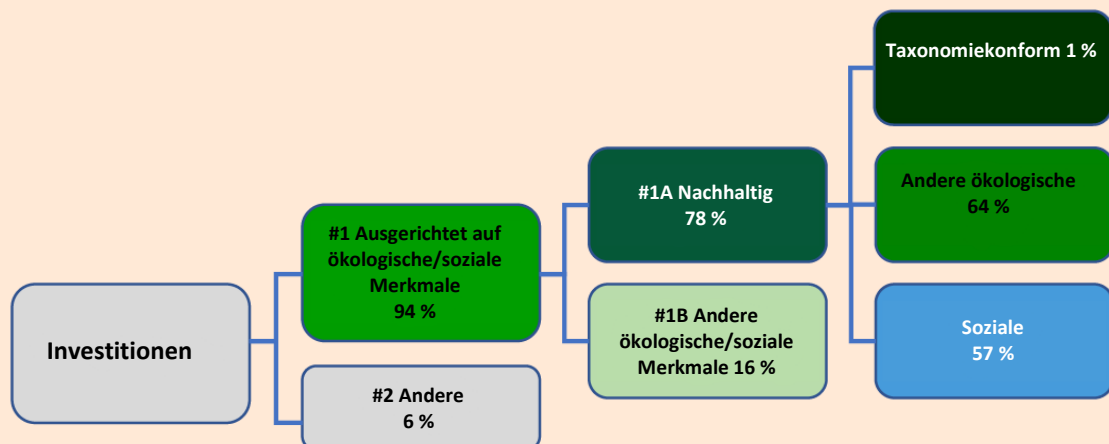 Taxonomiekonform 1 %
#1A Nachhaltig
78 %
Andere ökologische
64 %
#1 Ausgerichtet auf
ökologische/soziale
Merkmale
94 %
#1B Andere
ökologische/soziale
Merkmale 16 %
Soziale
57 %
Investitionen
#2 Andere
6 %